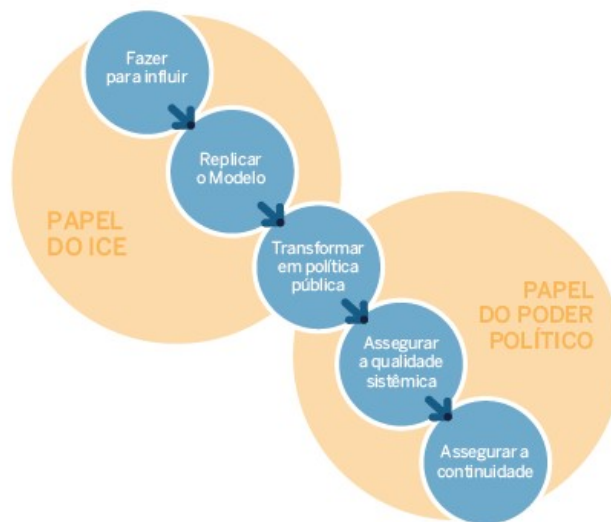 Fazer
para influir
Replicar
o Modelo
PAPEL
DO ICE
Transformar
em política
pública
PAPEL
DO PODER
POLÍTICO
Assegurar
a qualidade
sistêmica
Assegurar a
continuidade